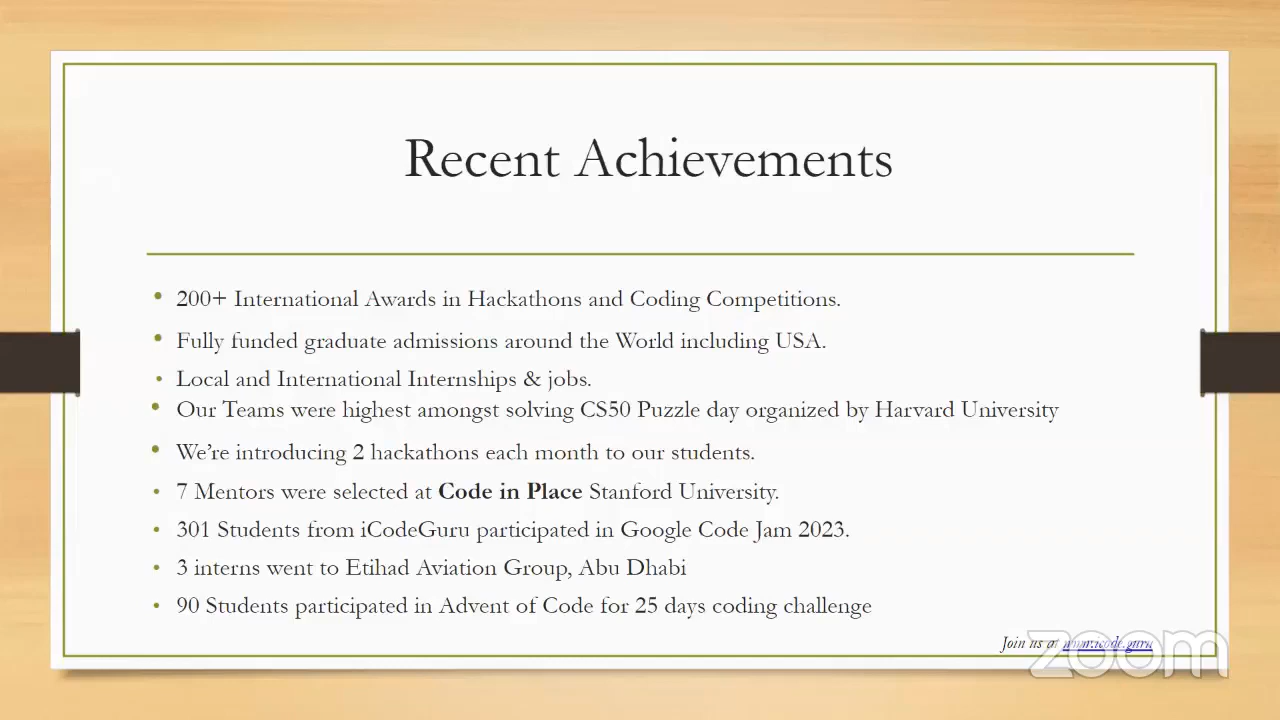 Recent Achievements
• 200+ International Awards in Hackathons and Coding Competitions.
• Fully funded graduate admissions around the World including USA.
• Local and International Internships & jobs.
• Our Teams were highest amongst solving CS50 Puzzle day organized by Harvard University
• We're introducing 2 hackathons each month to our students.
• 7 Mentors were selected at Code in Place Stanford University.
• 301 Students from iCodeGuru participated in Google Code Jam 2023.
• 3 interns went to Etihad Aviation Group, Abu Dhabi
• 90 Students participated in Advent of Code for 25 days coding challenge
Join us at www.icode.guru
zoom